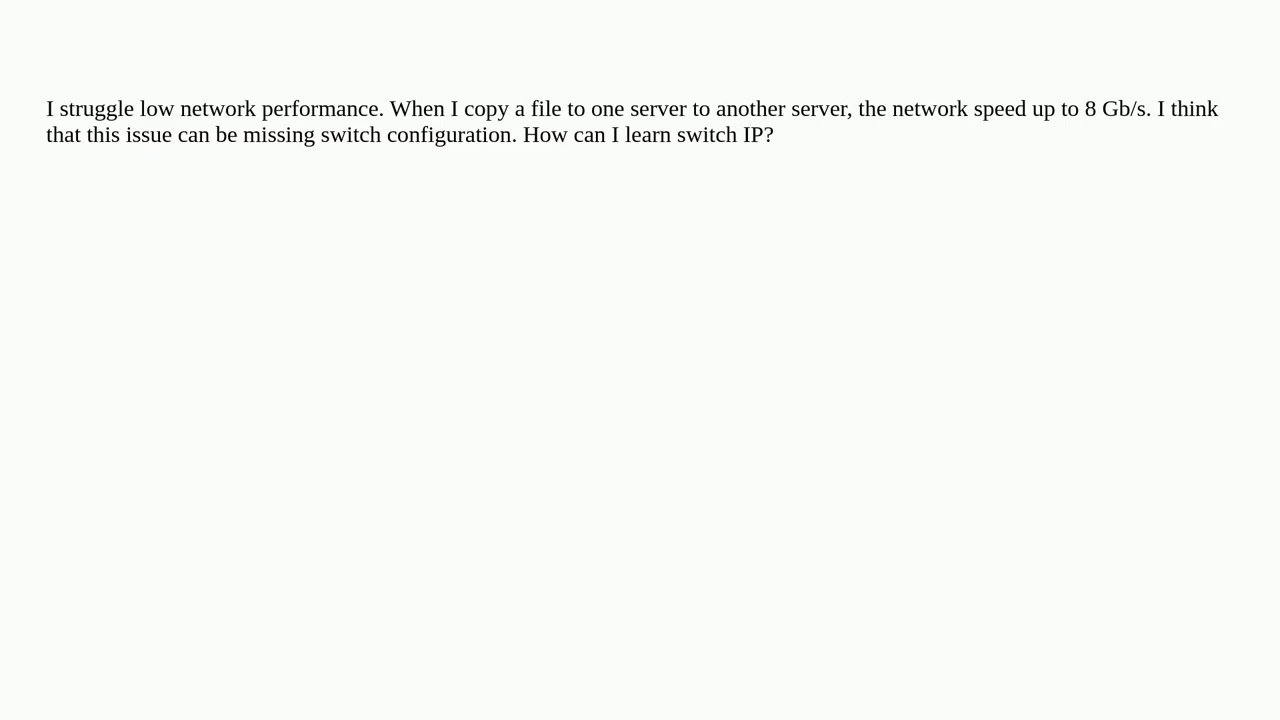 I struggle low network performance. When I copy a file to one server to another server, the network speed up to 8 Gb/s. I think
that this issue can be missing switch configuration. How can I learn switch IP?